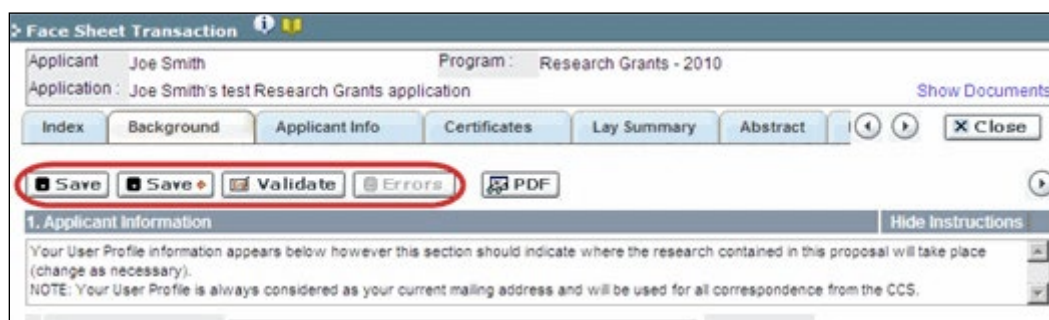 Face Sheet Transaction
Applicant Joe Smith Program : Research Grants - 2010
Application : Joe Smith's test Research Grants application Show Documents
Index Background Applicant Info Certificates Lay Summary Abstract Close
Save Save Validate Errors PDF
1. Applicant Information Hide Instructions
Your User Profile information appears below however this section should indicate where the research contained in this proposal will take place
(change as necessary).
NOTE: Your User Profile is always considered as your current mailing address and will be used for all correspondence from the CCS.